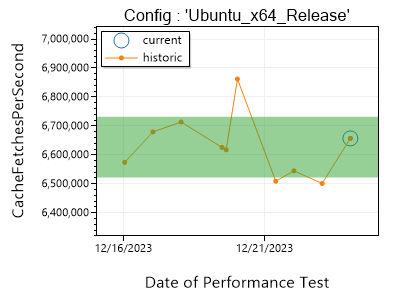 Config : 'Ubuntu_x64_Release'
CacheFetchesPerSecond
7,000,000
6,900,000
6,800,000
6,700,000
6,600,000
6,500,000
6,400,000
current
historic
12/16/2023
12/21/2023
Date of Performance Test